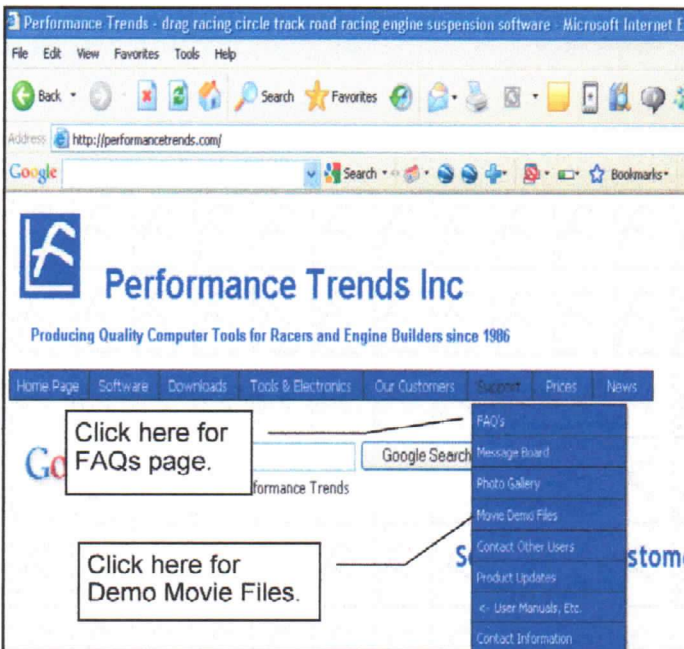 Performance Trends - drag racing circle track road racing engine suspension software - Microsoft Internet E
File Edit View Favorites Tools Help
Back Search Favorites
Address http://performancetrends.com/
Google Search Bookmarks
Performance Trends Inc
Producing Quality Computer Tools for Racers and Engine Builders since 1986
Home Page Software Downloads Tools & Electronics Our Customers Support Prices News
Click here for
FAQs page.
FAQ's
Go Google Search
Message Board
formance Trends
Photo Gallery
Movie Demo Files
Click here for
Demo Movie Files.
Contact Other Users
S stome
Product Updates
<- User Manuals, Etc.
Contact Information